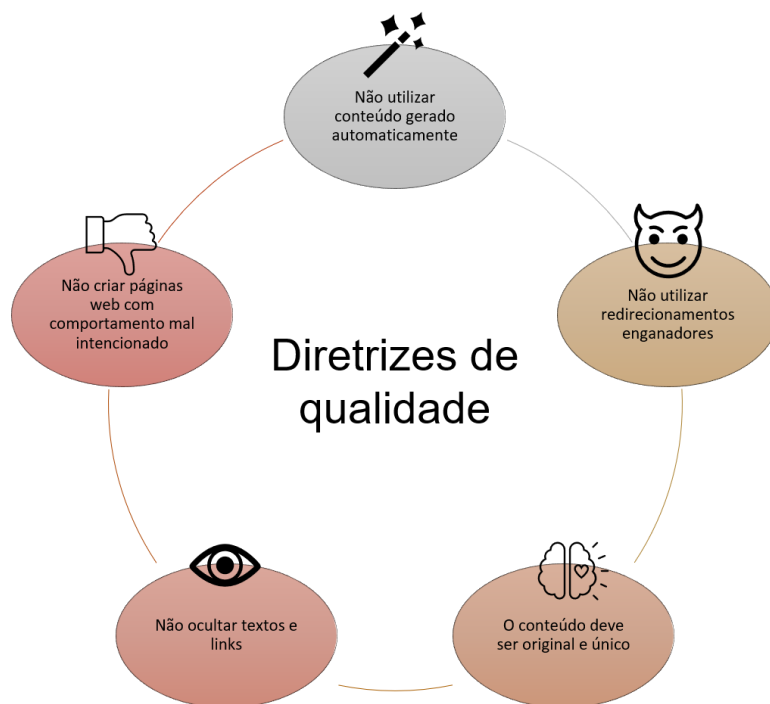 Não utilizar
conteúdo gerado
automaticamente
Não utilizar
redirecionamentos
enganadores
O conteúdo deve
ser original e único
Não ocultar textos e
links
Não criar páginas
web com
comportamento mal
intencionado
Diretrizes de
qualidade